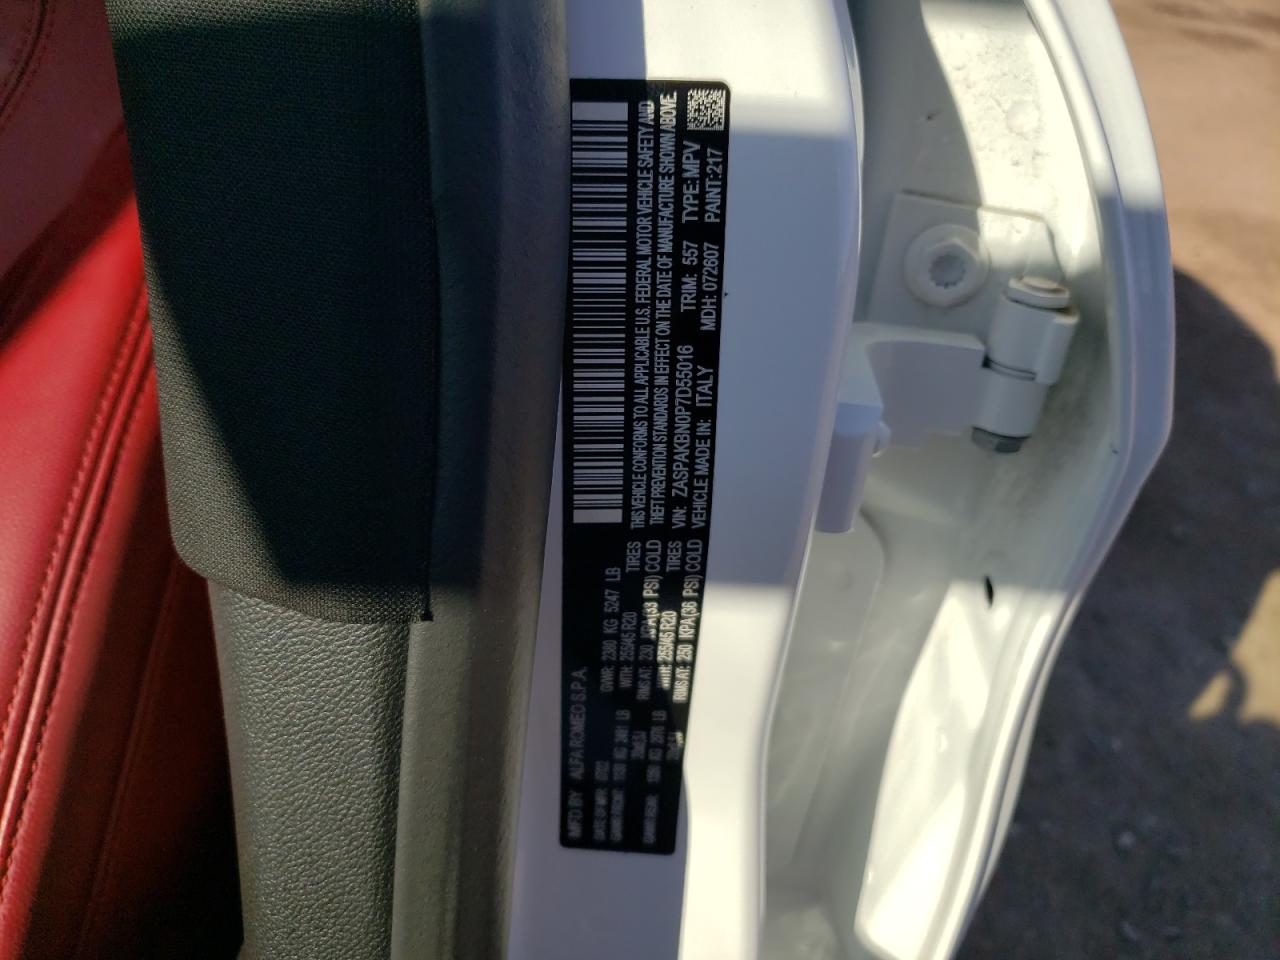 MFD BY ALFA ROMEO S.P.A.
GVWR: 2380 KG 5247 LB
WITH: 255/45 R20 TIRES
RIMS AT: 230 KPA(33 PSI) COLD
WITH: 255/45 R20 TIRES
RIMS AT: 250 KPA(36 PSI) COLD
THIS VEHICLE CONFORMS TO ALL APPLICABLE U.S. FEDERAL MOTOR VEHICLE SAFETY AND
THEFT PREVENTION STANDARDS IN EFFECT ON THE DATE OF MANUFACTURE SHOWN ABOVE.
VIN: ZASPAKBN0P7D55016 TRIM: 557 TYPE: MPV
VEHICLE MADE IN: ITALY MDH: 072607 PAINT:217